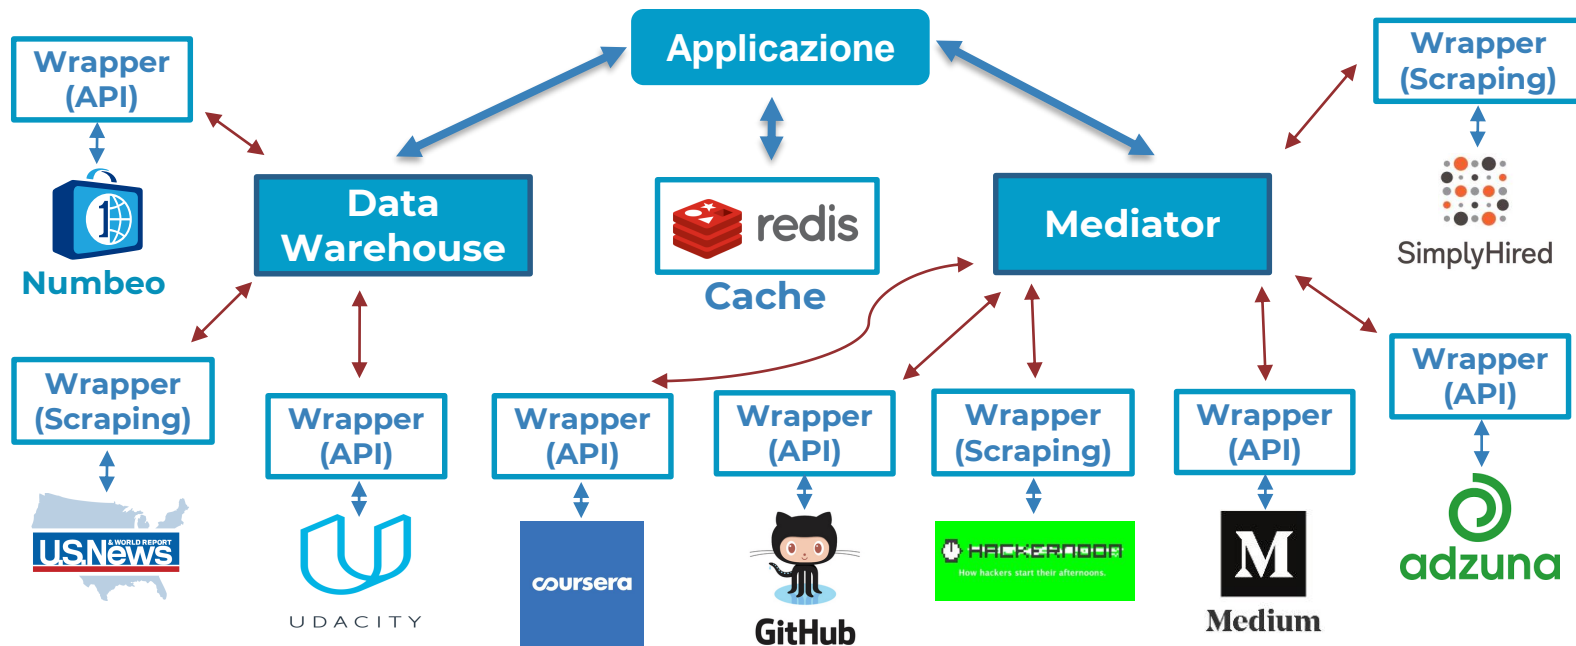 Applicazione
Wrapper
(API)
Numbeo
Data
Warehouse
redis
Cache
Mediator
Wrapper
(Scraping)
SimplyHired
Wrapper
(Scraping)
U.S.News
& WORLD REPORT
Wrapper
(API)
UDACITY
Wrapper
(API)
coursera
Wrapper
(API)
GitHub
Wrapper
(Scraping)
HACKERNOON
How hackers start their afternoons.
Wrapper
(API)
M
Medium
Wrapper
(API)
adzuna